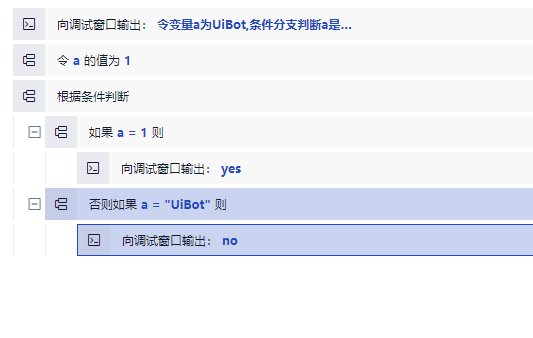 向调试窗口输出： 令变量a为UiBot,条件分支判断a是...
令 a 的值为 1
根据条件判断
如果 a = 1 则
向调试窗口输出： yes
否则如果 a = "UiBot" 则
向调试窗口输出： no